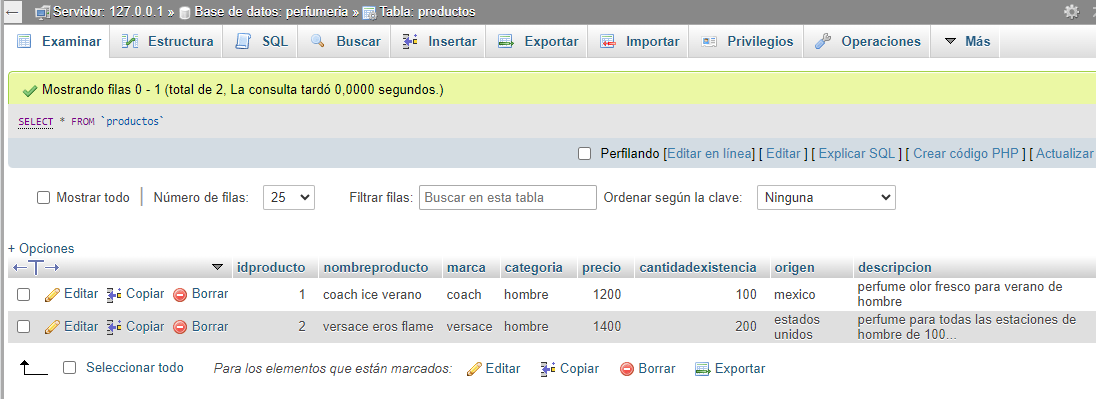 Servidor: 127.0.0.1 » Base de datos: perfumeria » Tabla: productos
Examinar Estructura SQL Buscar Insertar Exportar Importar Privilegios Operaciones Más
Mostrando filas 0 - 1 (total de 2, La consulta tardó 0,0000 segundos.)
SELECT * FROM `productos`
Perfilando [Editar en línea] [ Editar ] [ Explicar SQL ] [ Crear código PHP ] [ Actualizar
Mostrar todo | Número de filas: 25 Filtrar filas: Buscar en esta tabla Ordenar según la clave: Ninguna
+ Opciones
←T→ idproducto nombreproducto marca categoria precio cantidadexistencia origen descripcion
Editar Copiar Borrar 1 coach ice verano coach hombre 1200 100 mexico perfume olor fresco para verano de
hombre
Editar Copiar Borrar 2 versace eros flame versace hombre 1400 200 estados
unidos perfume para todas las estaciones de
hombre de 100...
Seleccionar todo Para los elementos que están marcados: Editar Copiar Borrar Exportar